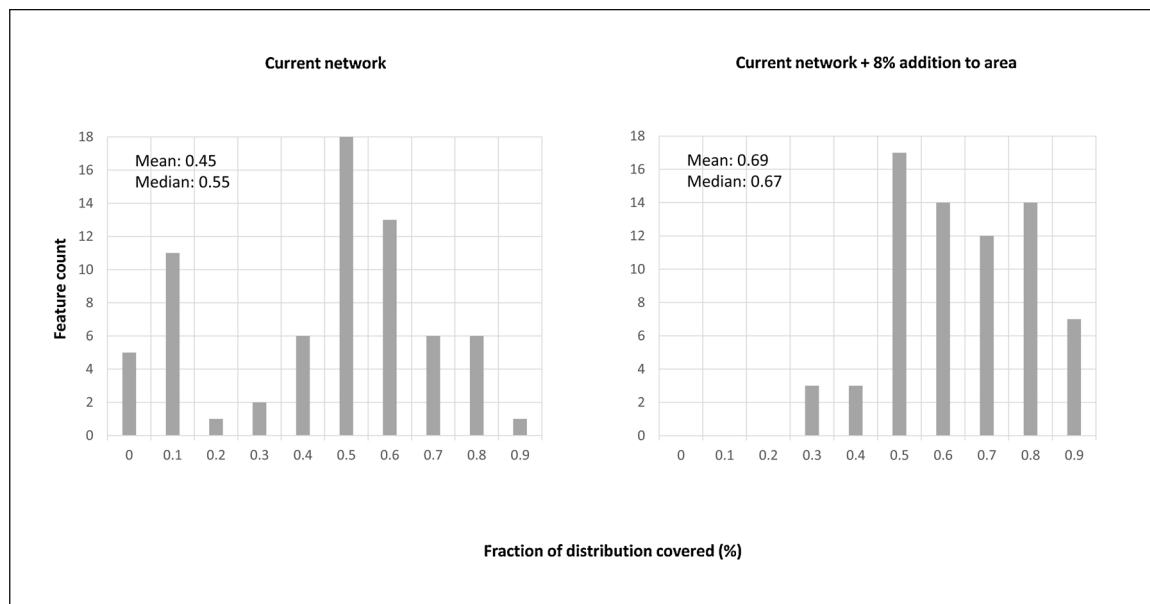 Current network
Mean: 0.45
Median: 0.55
Feature count
18
16
14
12
10
8
6
4
2
0
0 0.1 0.2 0.3 0.4 0.5 0.6 0.7 0.8 0.9
Current network + 8% addition to area
Mean: 0.69
Median: 0.67
18
16
14
12
10
8
6
4
2
0
0 0.1 0.2 0.3 0.4 0.5 0.6 0.7 0.8 0.9
Fraction of distribution covered (%)